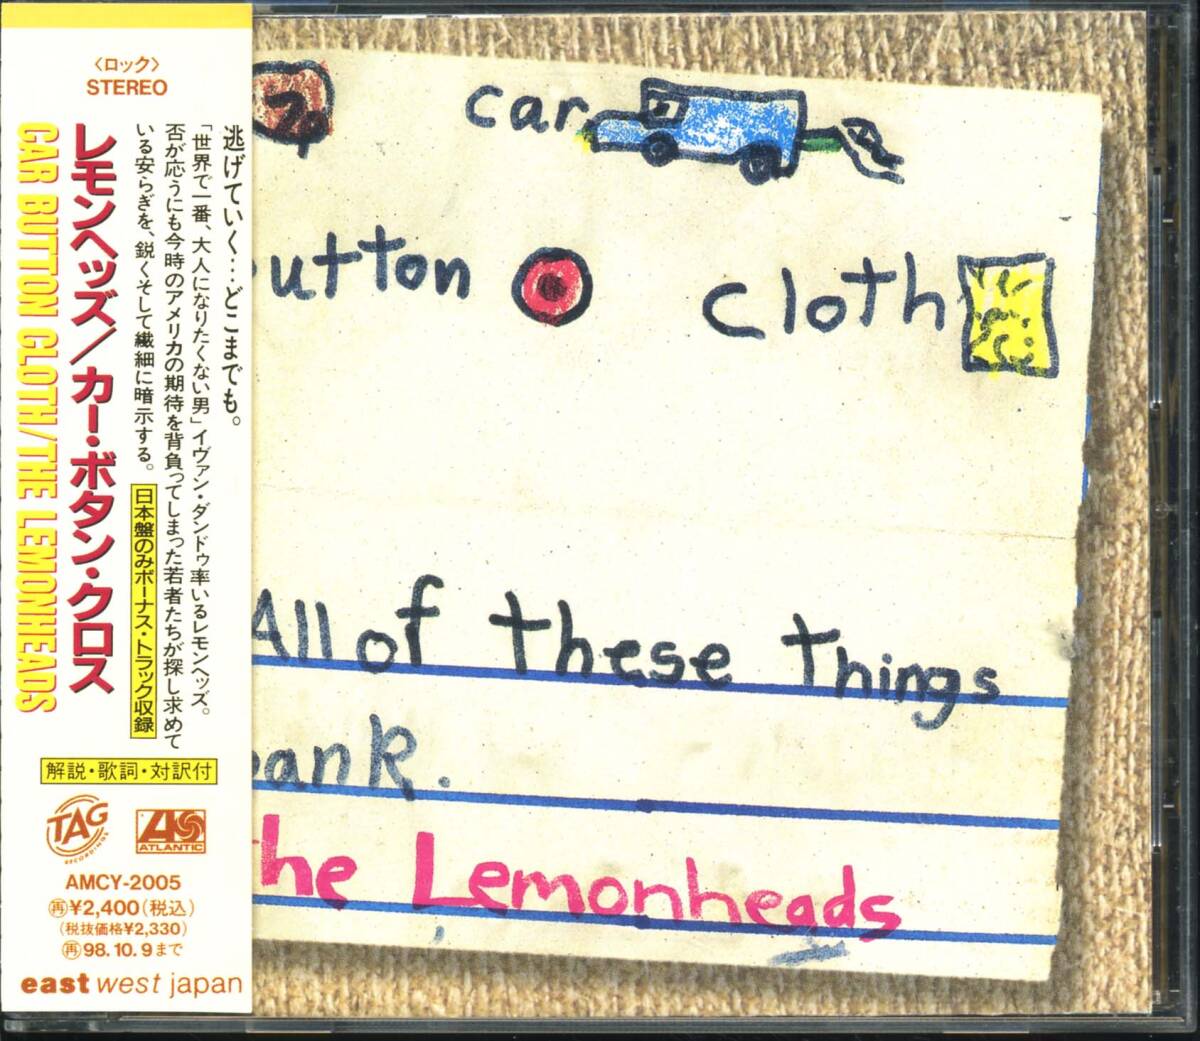 〈ロック〉
STEREO
逃げていく…どこまでも。
「世界で一番、大人になりたくない男」イヴァン・ダンドゥ率いるレモンヘッズ。
否が応うにも今時のアメリカの期待を背負ってしまった若者たちが探し求めて
いる安らぎを、鋭くそして繊細に暗示する。
日本盤のみボーナス・トラック収録
レモンヘッズ/カー・ボタン・クロス
CAR BUTTON CLOTH/THE LEMONHEADS
解説・歌詞・対訳付
TAG
RECORDINGS
ATLANTIC
AMCY-2005
再¥2,400(税込)
(税抜価格¥2,330)
再98.10.9まで
east west japan
car
utton
cloth
All of these things
ank.
he Lemonheads